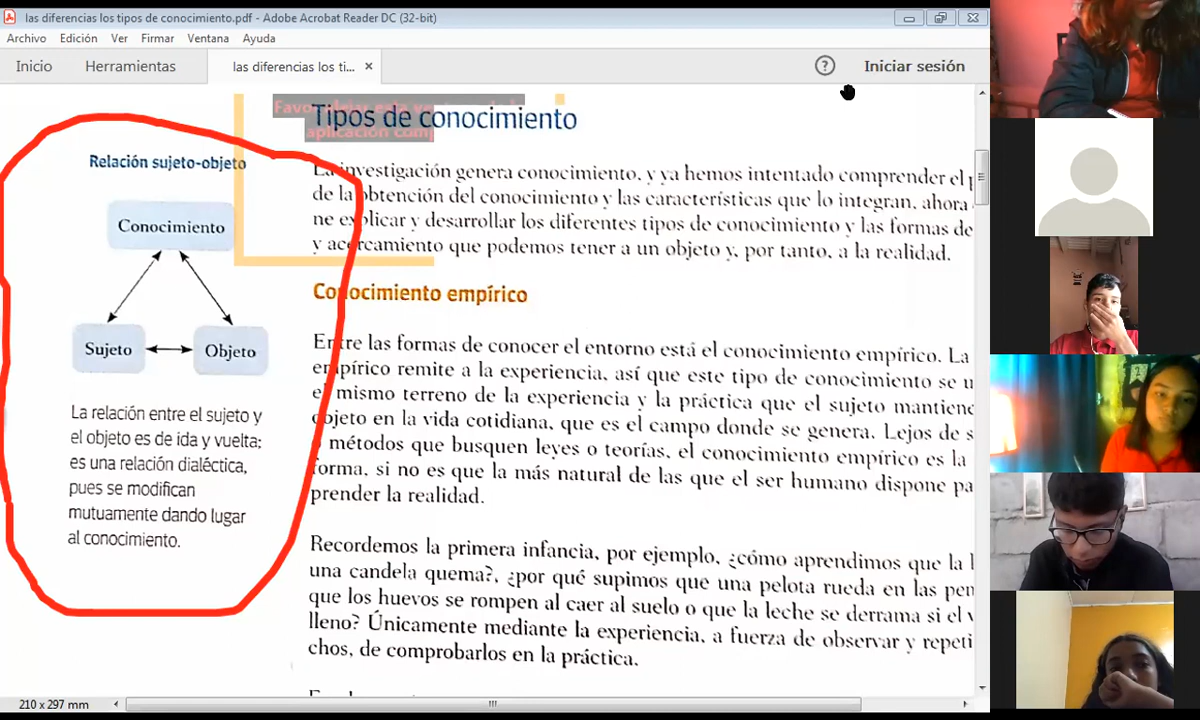 las diferencias los tipos de conocimiento.pdf - Adobe Acrobat Reader DC (32-bit)
Archivo Edición Ver Firmar Ventana Ayuda
Inicio Herramientas las diferencias los ti... × ? Iniciar sesión
Relación sujeto-objeto
Conocimiento
Sujeto Objeto
La relación entre el sujeto y
el objeto es de ida y vuelta;
es una relación dialéctica,
pues se modifican
mutuamente dando lugar
al conocimiento.
Tipos de conocimiento
La investigación genera conocimiento, y ya hemos intentado comprender el p
de la obtención del conocimiento y las características que lo integran, ahora
ne explicar y desarrollar los diferentes tipos de conocimiento y las formas de
y acercamiento que podemos tener a un objeto y, por tanto, a la realidad.
Conocimiento empírico
Entre las formas de conocer el entorno está el conocimiento empírico. La
empírico remite a la experiencia, así que este tipo de conocimiento se u
el mismo terreno de la experiencia y la práctica que el sujeto mantiene
objeto en la vida cotidiana, que es el campo donde se genera. Lejos de s
métodos que busquen leyes o teorías, el conocimiento empírico es la
forma, si no es que la más natural de las que el ser humano dispone pa
prender la realidad.
Recordemos la primera infancia, por ejemplo, ¿cómo aprendimos que la l
una candela quema?, ¿por qué supimos que una pelota rueda en las pen
que los huevos se rompen al caer al suelo o que la leche se derrama si el v
lleno? Únicamente mediante la experiencia, a fuerza de observar y repeti
chos, de comprobarlos en la práctica.
210 x 297 mm